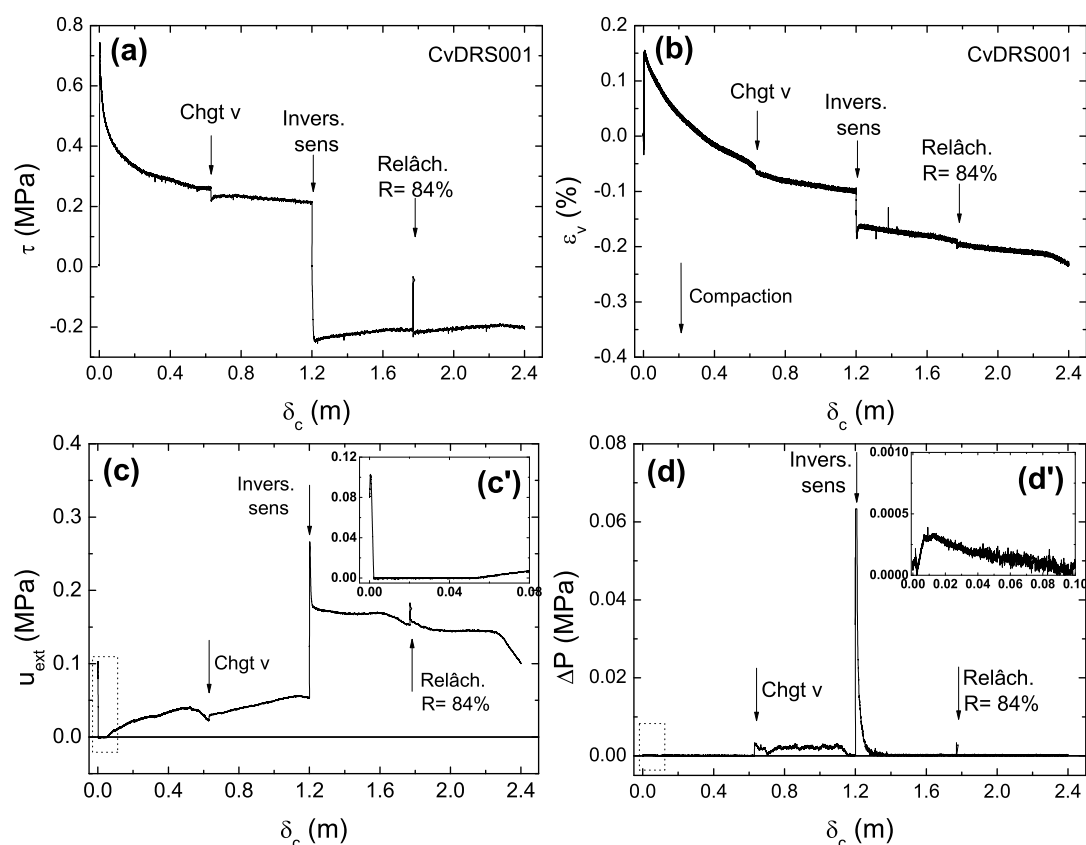 (a)
CvDRS001
Chgt v
Invers.
sens
Relâch.
R= 84%
τ (MPa)
0.8
0.6
0.4
0.2
0.0
-0.2
0.0 0.4 0.8 1.2 1.6 2.0 2.4
δc (m)
(b)
CvDRS001
Chgt v
Invers.
sens
Relâch.
R= 84%
Compaction
εv (%)
0.2
0.1
0.0
-0.1
-0.2
-0.3
-0.4
0.0 0.4 0.8 1.2 1.6 2.0 2.4
δc (m)
(c)
Invers.
sens
Chgt v
Relâch.
R= 84%
uext (MPa)
0.4
0.3
0.2
0.1
0.0
0.0 0.4 0.8 1.2 1.6 2.0 2.4
δc (m)
(c')
0.12
0.09
0.06
0.03
0.00
0.00 0.02 0.04 0.06 0.08
(d)
Invers.
sens
Chgt v
Relâch.
R= 84%
ΔP (MPa)
0.08
0.06
0.04
0.02
0.00
0.0 0.4 0.8 1.2 1.6 2.0 2.4
δc (m)
(d')
0.0010
0.0005
0.0000
0.00 0.02 0.04 0.06 0.08 0.10